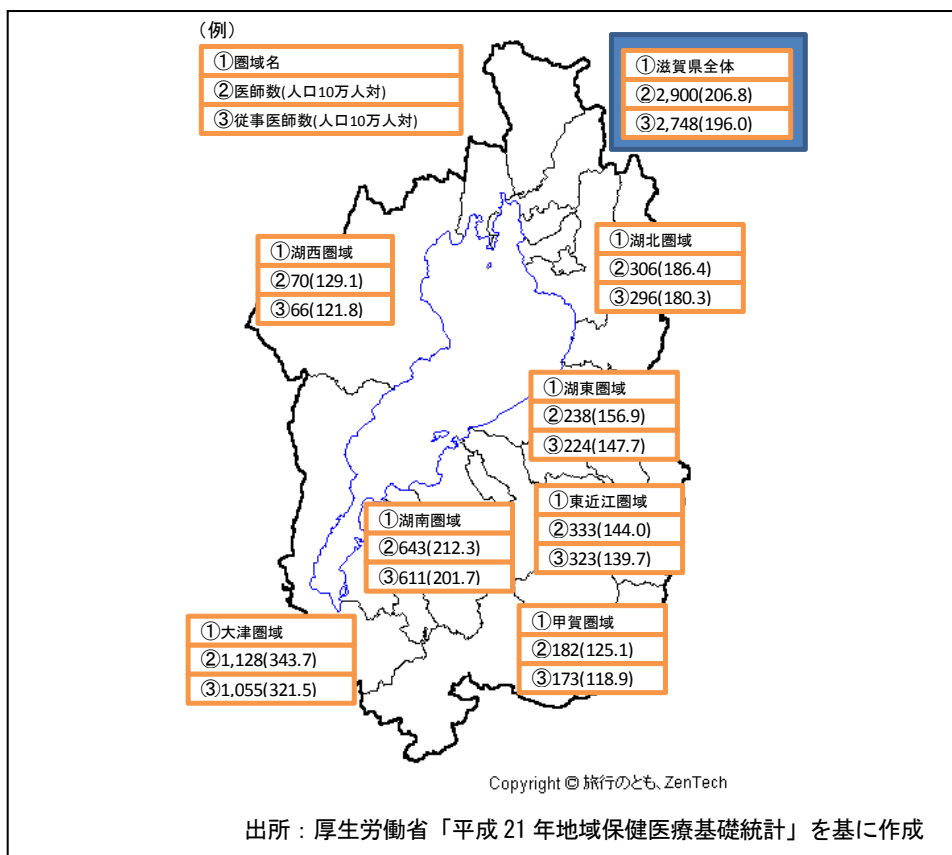 (例)
①圏域名
②医師数(人口10万人対)
③従事医師数(人口10万人対)
①滋賀県全体
②2,900(206.8)
③2,748(196.0)
①湖西圏域
②70(129.1)
③66(121.8)
①湖北圏域
②306(186.4)
③296(180.3)
①湖東圏域
②238(156.9)
③224(147.7)
①東近江圏域
②333(144.0)
③323(139.7)
①湖南圏域
②643(212.3)
③611(201.7)
①大津圏域
②1,128(343.7)
③1,055(321.5)
①甲賀圏域
②182(125.1)
③173(118.9)
Copyright © 旅行のとも、ZenTech
出所：厚生労働省「平成 21 年地域保健医療基礎統計」を基に作成